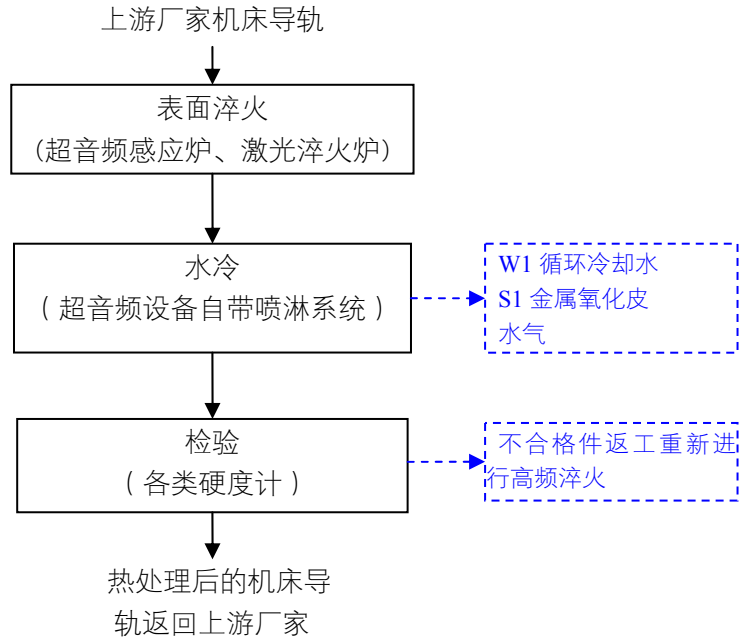 上游厂家机床导轨
表面淬火
(超音频感应炉、激光淬火炉)
水冷
（超音频设备自带喷淋系统）
W1 循环冷却水
S1 金属氧化皮
水气
检验
（各类硬度计）
不合格件返工重新进
行高频淬火
热处理后的机床导
轨返回上游厂家